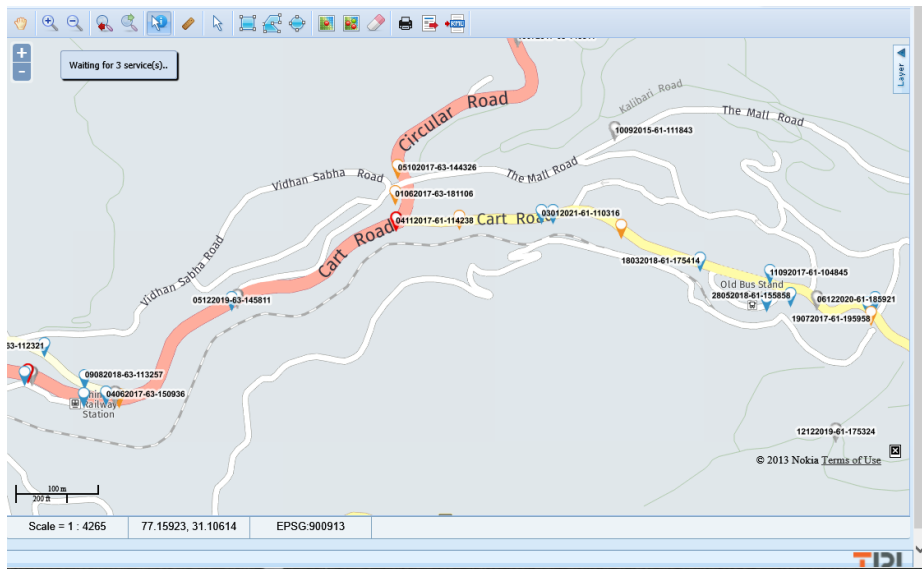 Waiting for 3 service(s)..
Layer
Kalibari Road
The Mall Road
10092015-61-111843
Circular Road
05102017-63-144326
The Mall Road
Vidhan Sabha Road
01062017-63-181106
04112017-61-114238
Cart Road
03012021-61-110316
Cart Road
18032018-61-175414
11092017-61-104845
Vidhan Sabha Road
Old Bus Stand
05122019-63-145811
28052018-61-155858
06122020-61-185921
19072017-61-195958
63-112321
09082018-63-113257
04062017-63-150936
Railway
Station
12122019-61-175324
© 2013 Nokia Terms of Use
100 m
200 ft
Scale = 1 : 4265
77.15923, 31.10614
EPSG:900913